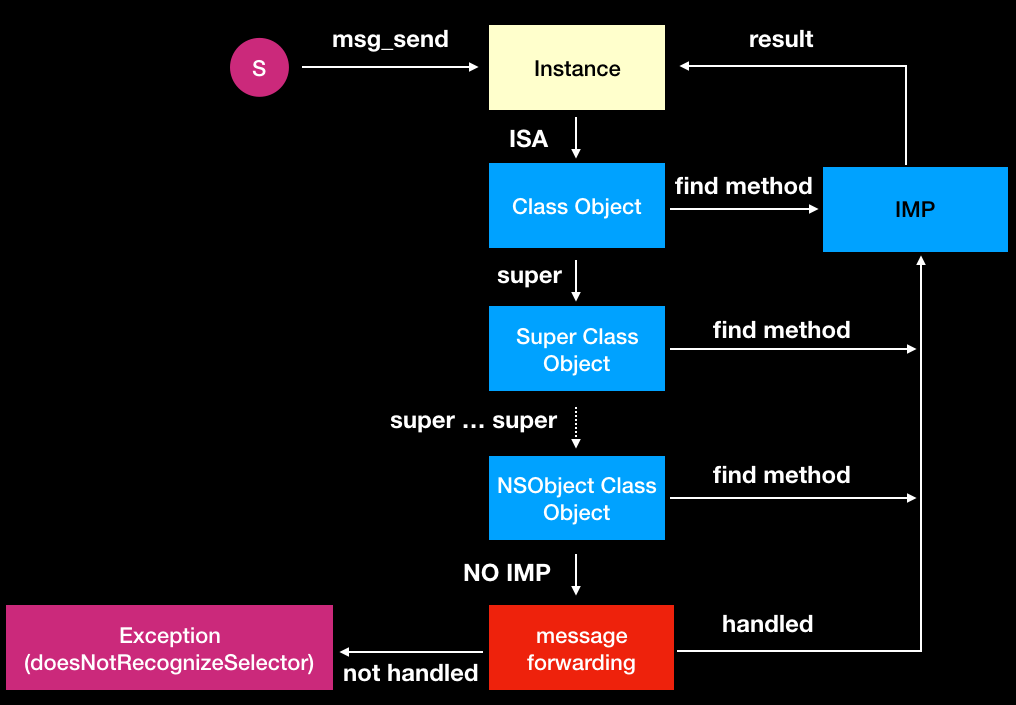 msg_send
result
S
Instance
ISA
Class Object
find method
IMP
super
Super Class
Object
find method
super ... super
NSObject Class
Object
find method
NO IMP
Exception
(doesNotRecognizeSelector)
not handled
message
forwarding
handled